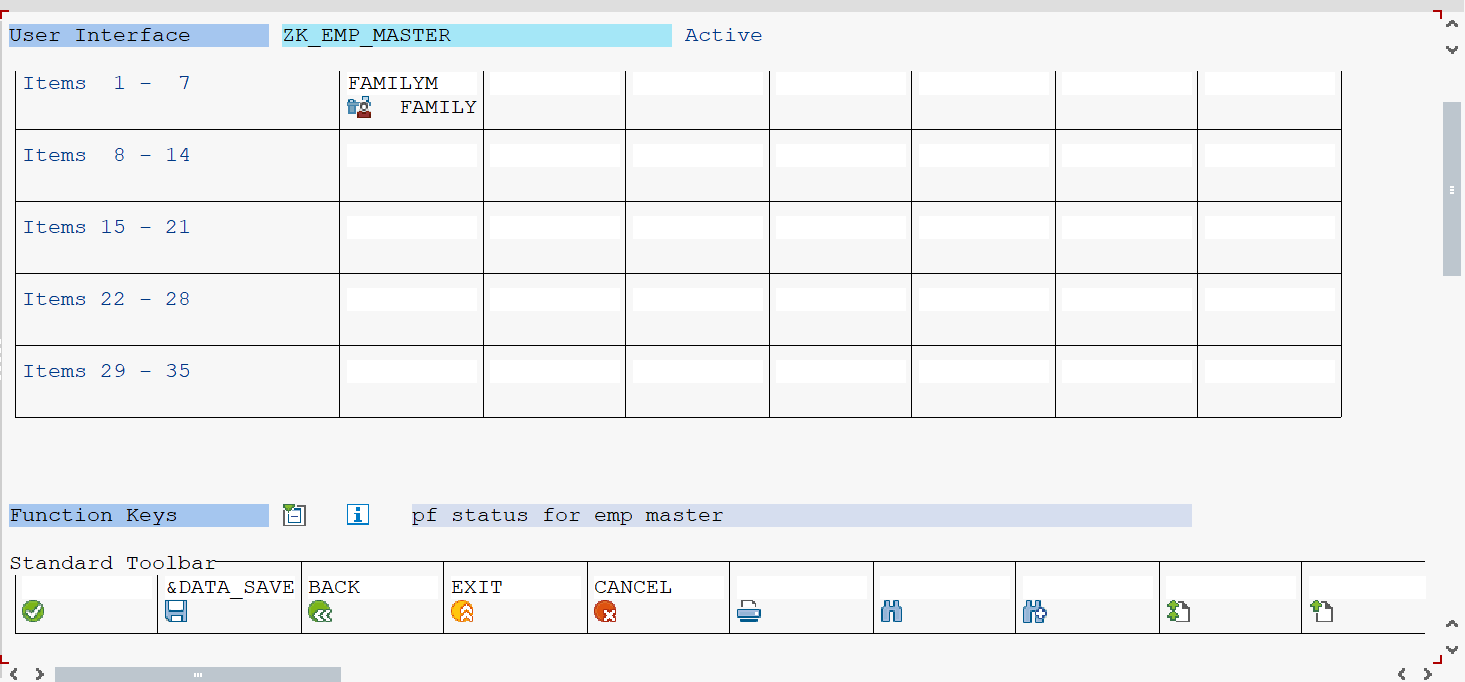 User Interface ZK_EMP_MASTER Active
Items 1 - 7 FAMILYM
FAMILY
Items 8 - 14
Items 15 - 21
Items 22 - 28
Items 29 - 35
Function Keys pf status for emp master
Standard Toolbar
&DATA_SAVE BACK EXIT CANCEL